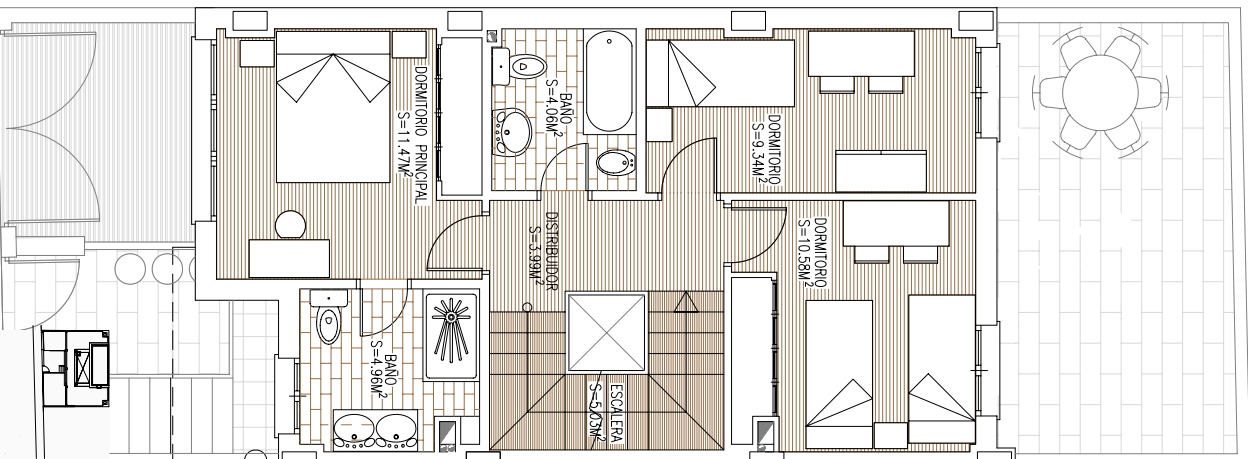 DORMITORIO PRINCIPAL
S=11.47M²
BAÑO
S=4.06M²
DORMITORIO
S=9.34M²
DISTRIBUIDOR
S=3.99M²
DORMITORIO
S=10.58M²
BAÑO
S=4.96M²
ESCALERA
S=5.03M²